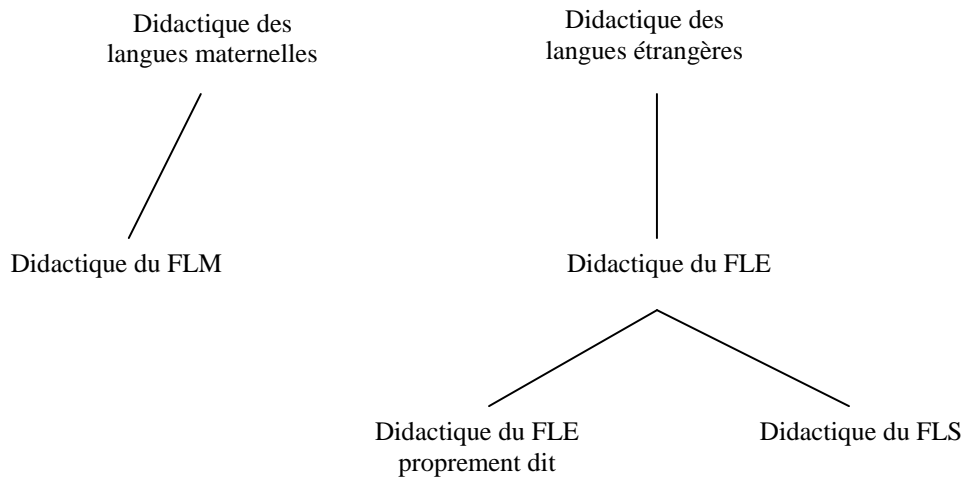 Didactique des
langues maternelles
Didactique des
langues étrangères
Didactique du FLM
Didactique du FLE
Didactique du FLE
proprement dit
Didactique du FLS